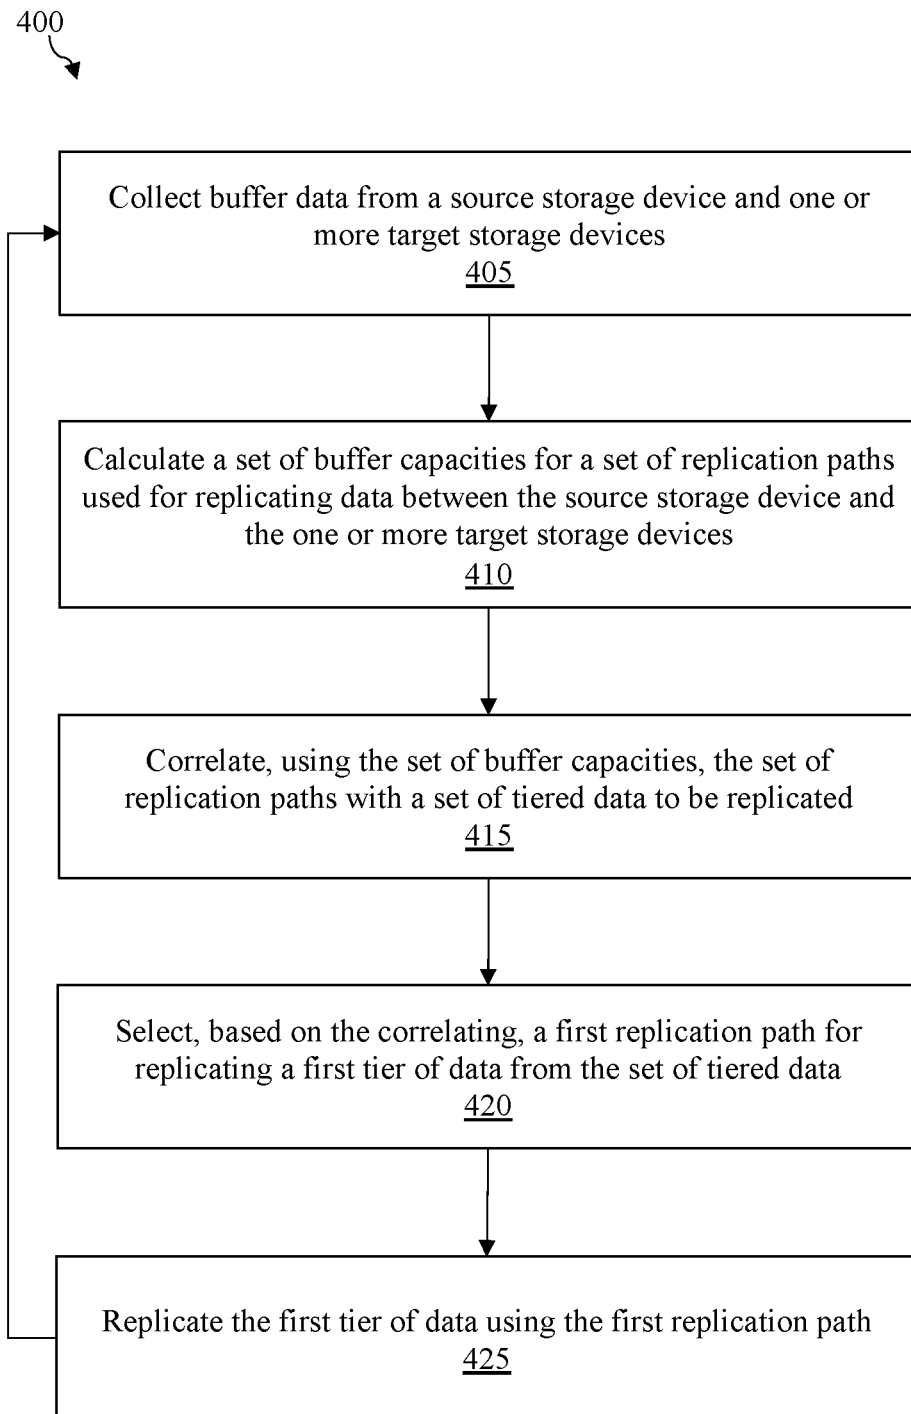 400
Collect buffer data from a source storage device and one or
more target storage devices
405
Calculate a set of buffer capacities for a set of replication paths
used for replicating data between the source storage device and
the one or more target storage devices
410
Correlate, using the set of buffer capacities, the set of
replication paths with a set of tiered data to be replicated
415
Select, based on the correlating, a first replication path for
replicating a first tier of data from the set of tiered data
420
Replicate the first tier of data using the first replication path
425